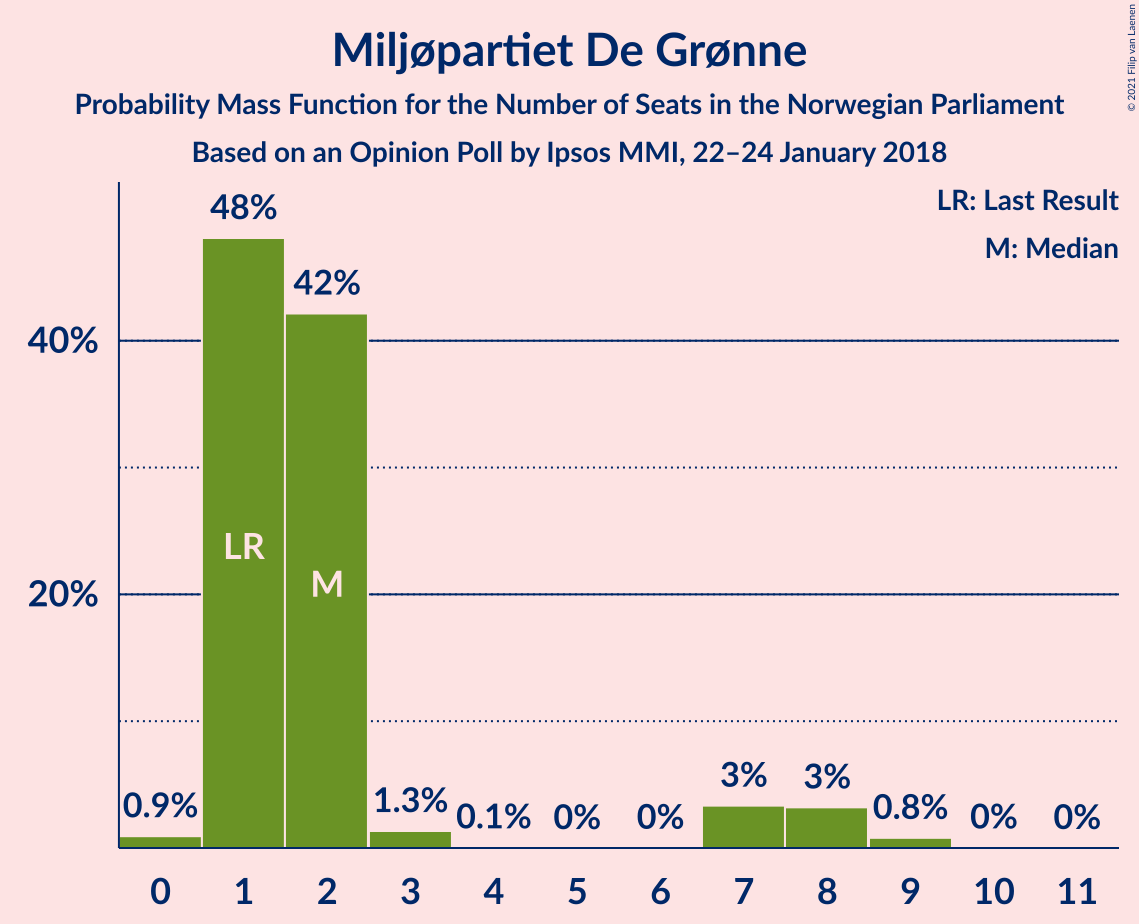 Miljøpartiet De Grønne
Probability Mass Function for the Number of Seats in the Norwegian Parliament
Based on an Opinion Poll by Ipsos MMI, 22–24 January 2018
© 2021 Filip van Laenen
LR: Last Result
M: Median
48%
42%
40%
LR
M
20%
0.9%
1.3%
0.1%
0%
0%
3%
3%
0.8%
0%
0%
0 1 2 3 4 5 6 7 8 9 10 11